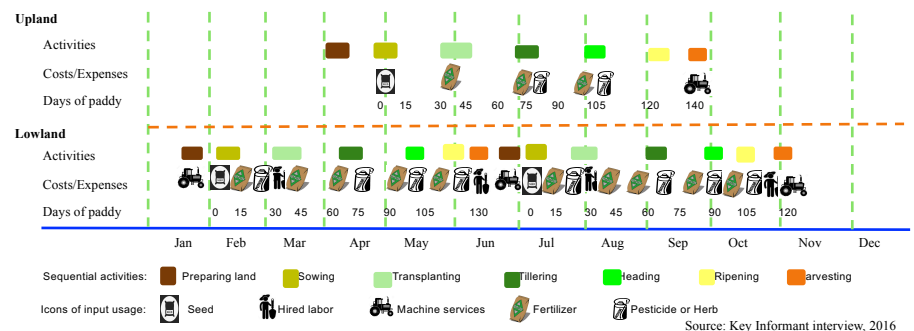 Upland
Activities
Costs/Expenses
Days of paddy 0 15 30 45 60 75 90 105 120 140
Lowland
Activities
Costs/Expenses
Days of paddy 0 15 30 45 60 75 90 105 130 0 15 30 45 60 75 90 105 120
Jan Feb Mar Apr May Jun Jul Aug Sep Oct Nov Dec
Sequential activities: Preparing land Sowing Transplanting Tillering Heading Ripening arvesting
Icons of input usage: Seed Hired labor Machine services Fertilizer Pesticide or Herb
Source: Key Informant interview, 2016